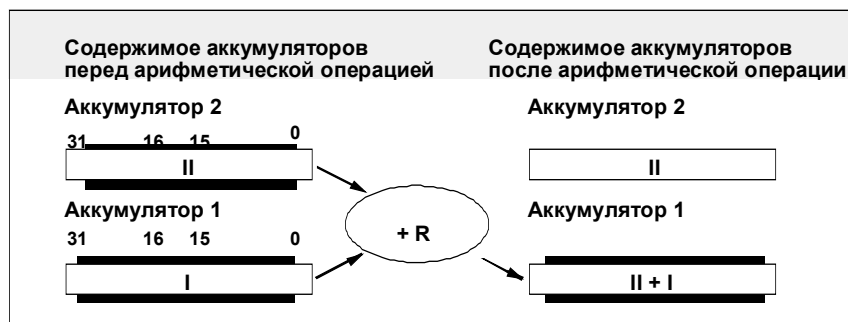 Содержимое аккумуляторов
перед арифметической операцией
Содержимое аккумуляторов
после арифметической операции
Аккумулятор 2
31 16 15 0
II
Аккумулятор 1
31 16 15 0
I
+ R
Аккумулятор 2
II
Аккумулятор 1
II + I